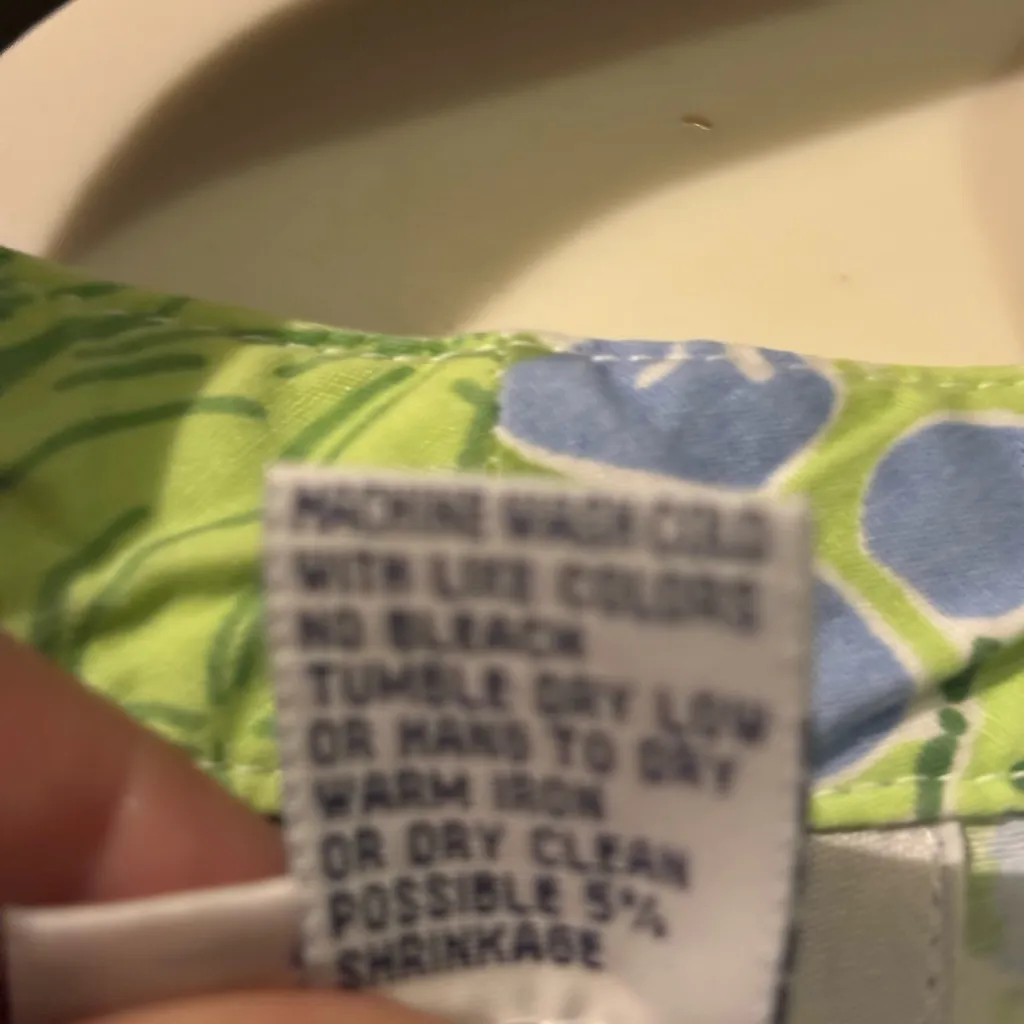 MACHINE WASH COLD
WITH LIKE COLORS
NO BLEACH
TUMBLE DRY LOW
OR HANG TO DRY
WARM IRON
OR DRY CLEAN
POSSIBLE 5%
SHRINKAGE